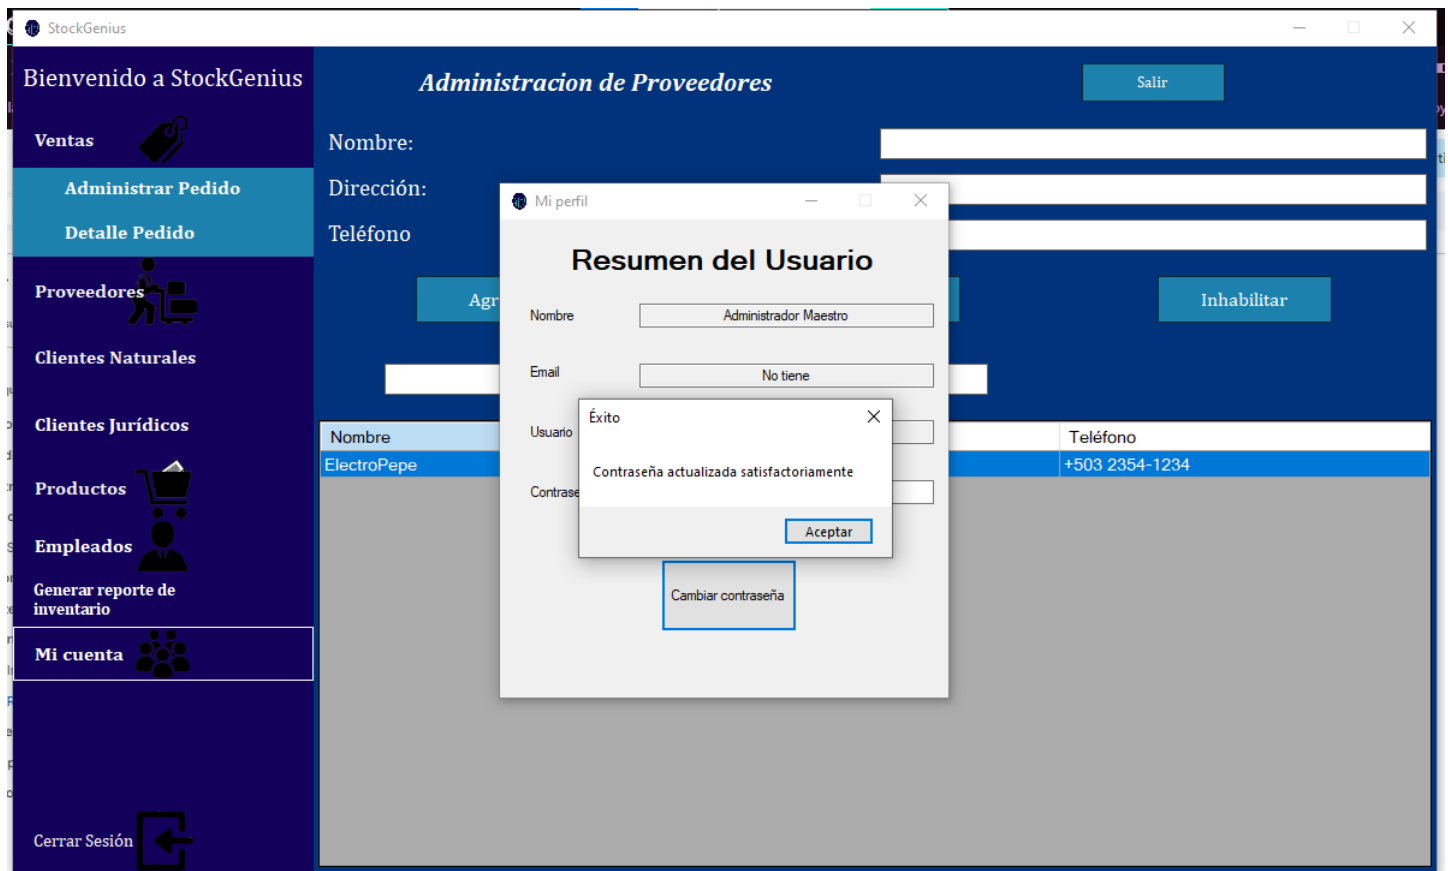 StockGenius
Bienvenido a StockGenius
Administracion de Proveedores
Salir
Ventas
Administrar Pedido
Detalle Pedido
Proveedores
Clientes Naturales
Clientes Jurídicos
Productos
Empleados
Generar reporte de
inventario
Mi cuenta
Cerrar Sesión
Nombre:
Dirección:
Teléfono
Agr
Inhabilitar
Nombre
Teléfono
ElectroPepe
+503 2354-1234
Mi perfil
Resumen del Usuario
Nombre
Administrador Maestro
Email
No tiene
Usuario
Contrase
Cambiar contraseña
Éxito
Contraseña actualizada satisfactoriamente
Aceptar